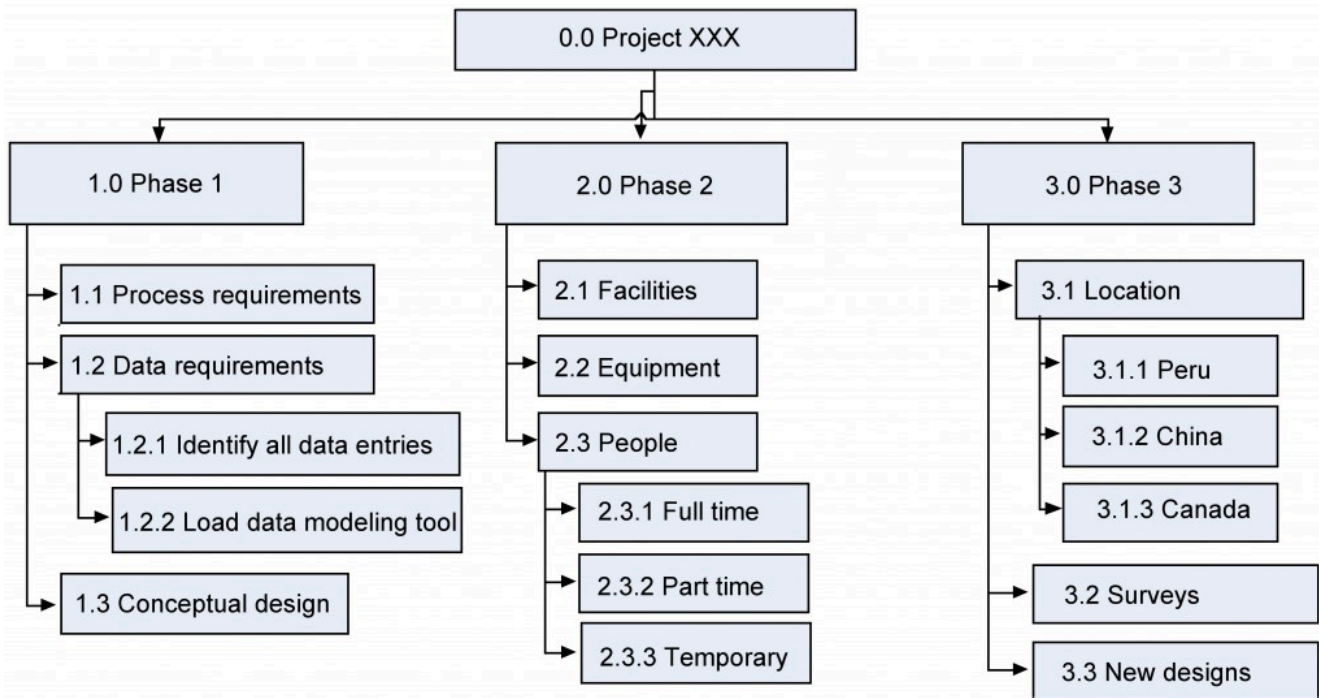 0.0 Project XXX
1.0 Phase 1
1.1 Process requirements
1.2 Data requirements
1.2.1 Identify all data entries
1.2.2 Load data modeling tool
1.3 Conceptual design
2.0 Phase 2
2.1 Facilities
2.2 Equipment
2.3 People
2.3.1 Full time
2.3.2 Part time
2.3.3 Temporary
3.0 Phase 3
3.1 Location
3.1.1 Peru
3.1.2 China
3.1.3 Canada
3.2 Surveys
3.3 New designs